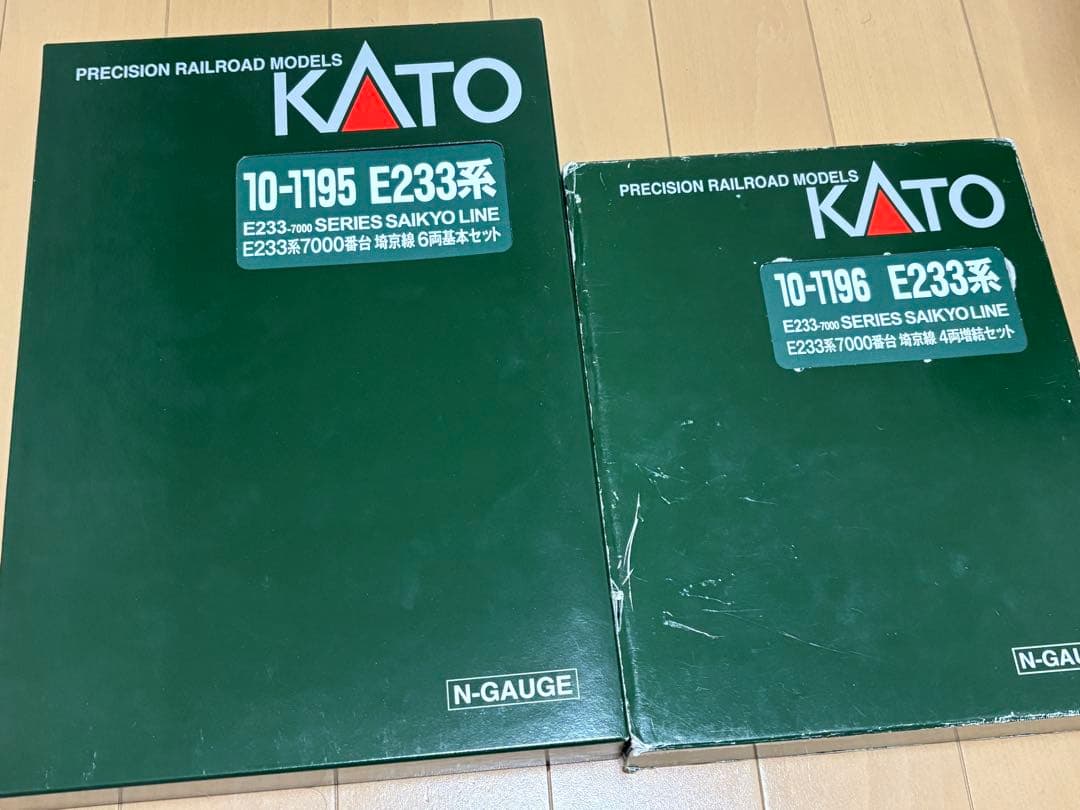 PRECISION RAILROAD MODELS
KATO
10-1195 E233系
E233-7000 SERIES SAIKYO LINE
E233系7000番台 埼京線 6両基本セット
N-GAUGE
PRECISION RAILROAD MODELS
KATO
10-1196 E233系
E233-7000 SERIES SAIKYO LINE
E233系7000番台 埼京線 4両増結セット
N-GAU